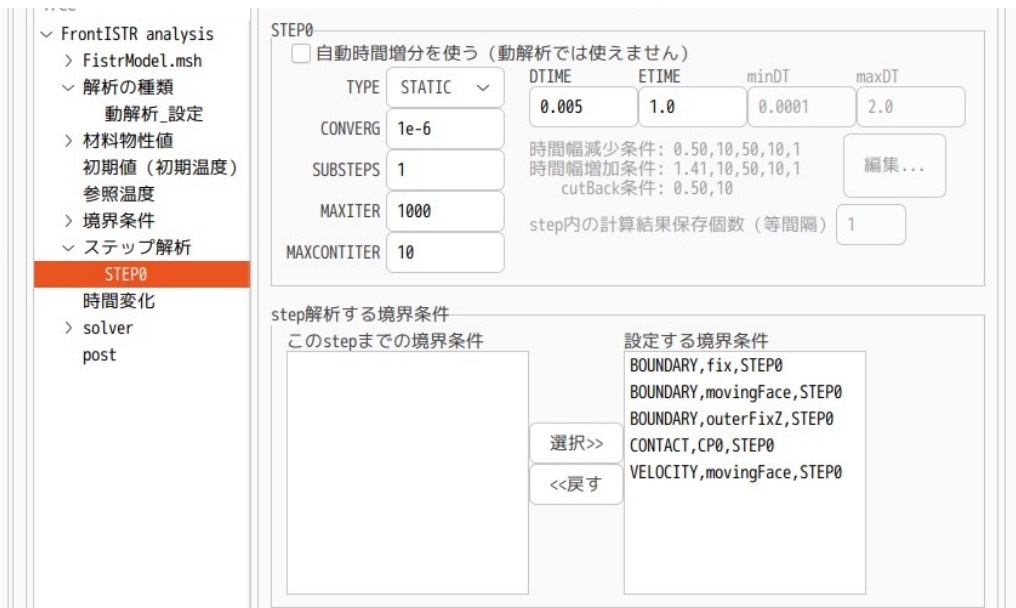 FrontISTR analysis
FistrModel.msh
解析の種類
動解析_設定
材料物性値
初期値（初期温度）
参照温度
境界条件
ステップ解析
STEP0
時間変化
solver
post
STEP0
自動時間増分を使う（動解析では使えません）
TYPE STATIC
CONVERG 1e-6
SUBSTEPS 1
MAXITER 1000
MAXCONTITER 10
DTIME ETIME minDT maxDT
0.005 1.0 0.0001 2.0
時間幅減少条件: 0.50,10,50,10,1
時間幅増加条件: 1.41,10,50,10,1
cutBack条件: 0.50,10
編集...
step内の計算結果保存個数（等間隔） 1
step解析する境界条件
このstepまでの境界条件
選択>>
<<戻す
設定する境界条件
BOUNDARY,fix,STEP0
BOUNDARY,movingFace,STEP0
BOUNDARY,outerFixZ,STEP0
CONTACT,CP0,STEP0
VELOCITY,movingFace,STEP0